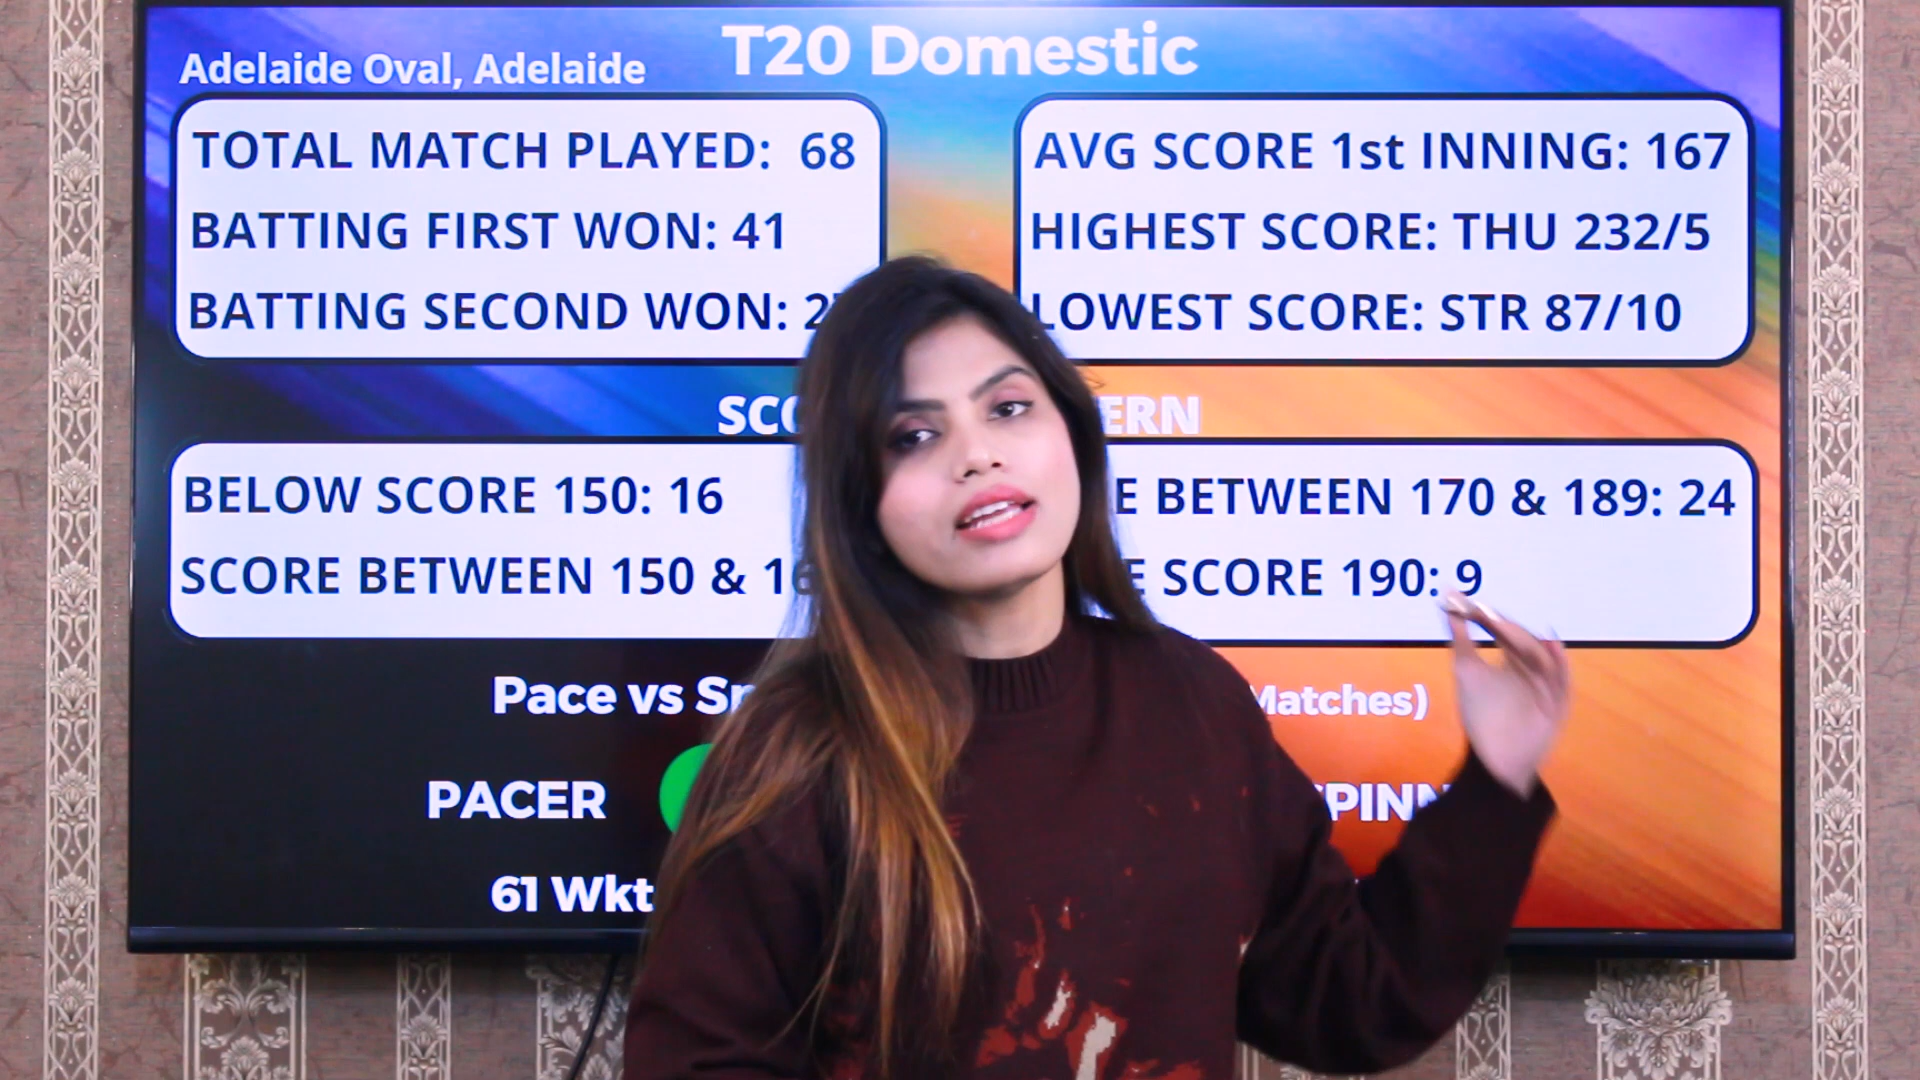 T20 Domestic
Adelaide Oval, Adelaide
TOTAL MATCH PLAYED: 68
BATTING FIRST WON: 41
BATTING SECOND WON:
AVG SCORE 1st INNING: 167
HIGHEST SCORE: THU 232/5
LOWEST SCORE: STR 87/10
BELOW SCORE 150: 16
SCORE BETWEEN 150 &
BETWEEN 170 & 189: 24
SCORE 190: 9
Pace vs
Matches)
PACER
61 Wkt